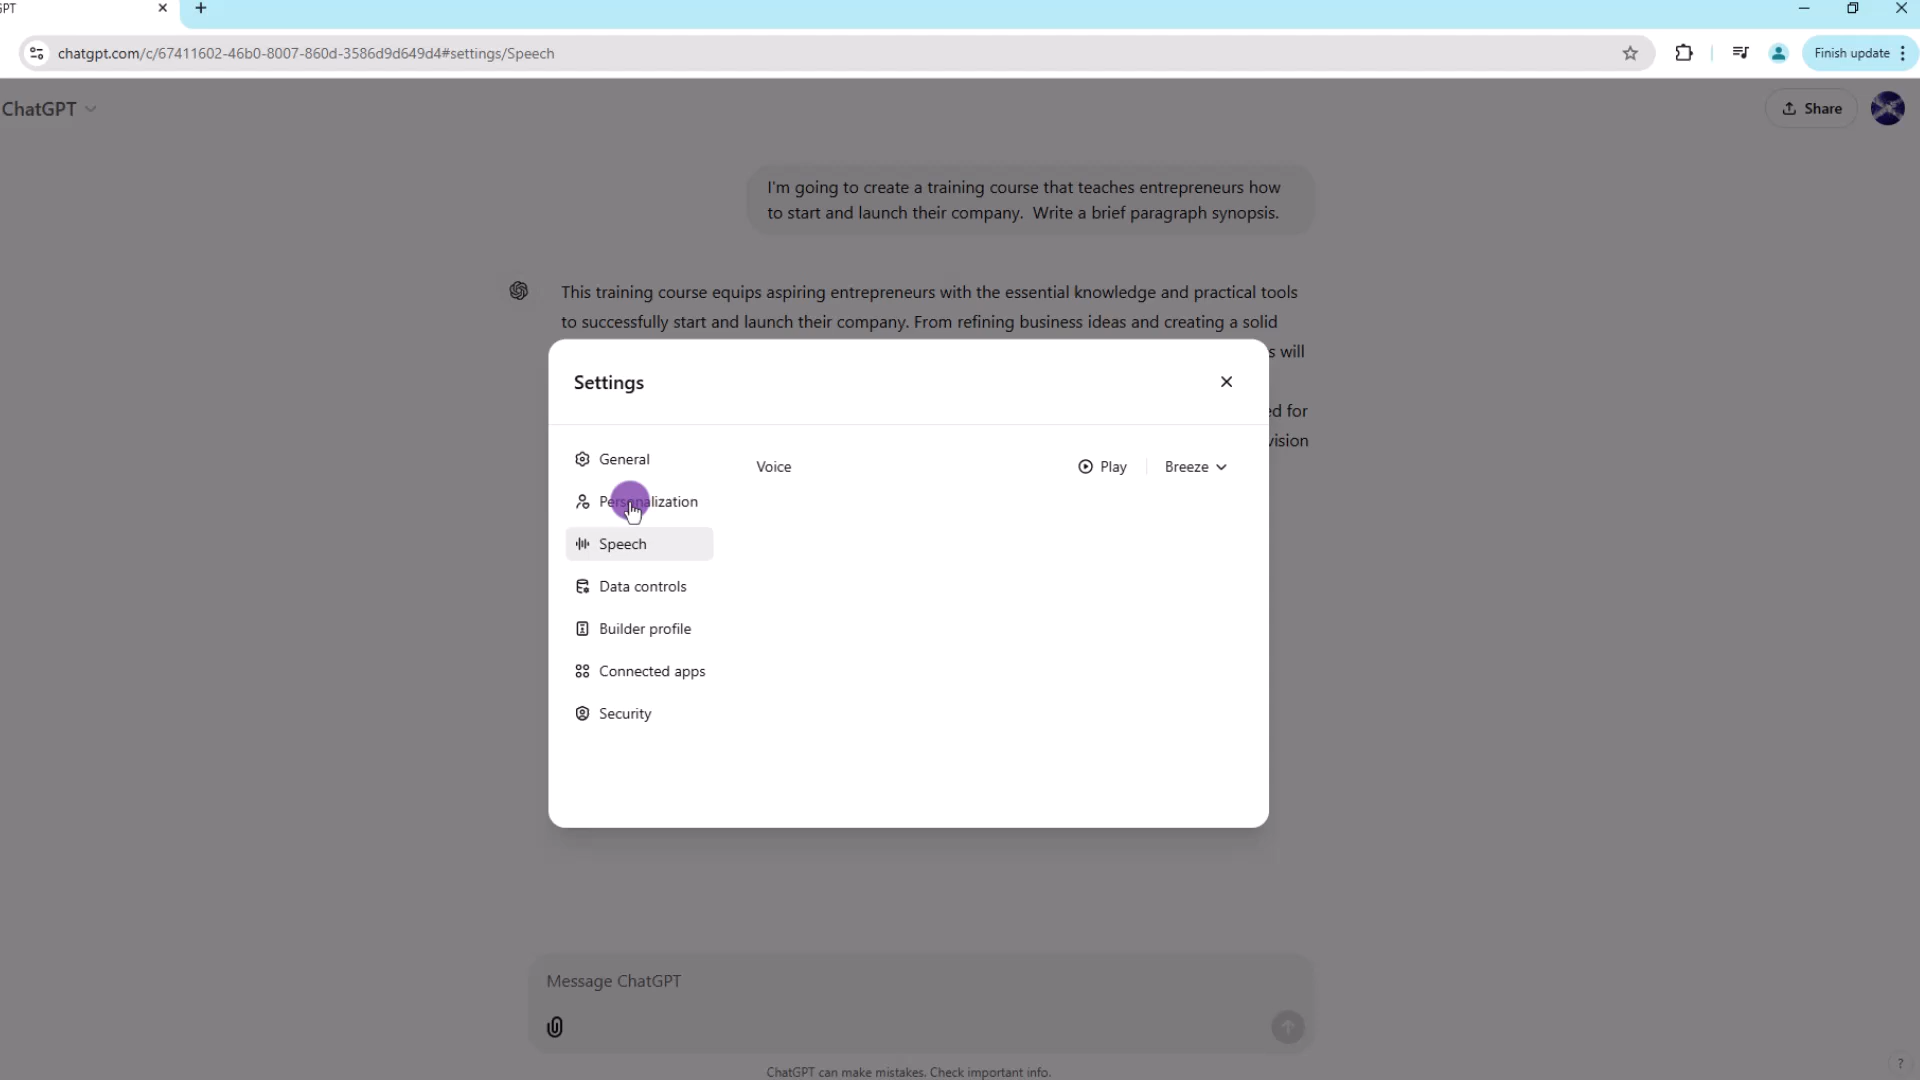 PT
chatgpt.com/c/67411602-46b0-8007-860d-3586d9d649d4#settings/Speech
Finish update
ChatGPT
Share
I'm going to create a training course that teaches entrepreneurs how
to start and launch their company. Write a brief paragraph synopsis.
This training course equips aspiring entrepreneurs with the essential knowledge and practical tools
to successfully start and launch their company. From refining business ideas and creating a solid
s will
ed for
vision
Settings
General
Personalization
Speech
Data controls
Builder profile
Connected apps
Security
Voice
Play
Breeze
Message ChatGPT
ChatGPT can make mistakes. Check important info.
?